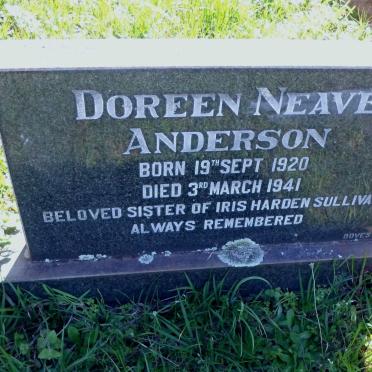 DOREEN NEAVE
ANDERSON
BORN 19TH SEPT 1920
DIED 3RD MARCH 1941
BELOVED SISTER OF IRIS HARDEN SULLIVA
ALWAYS REMEMBERED
DOVES